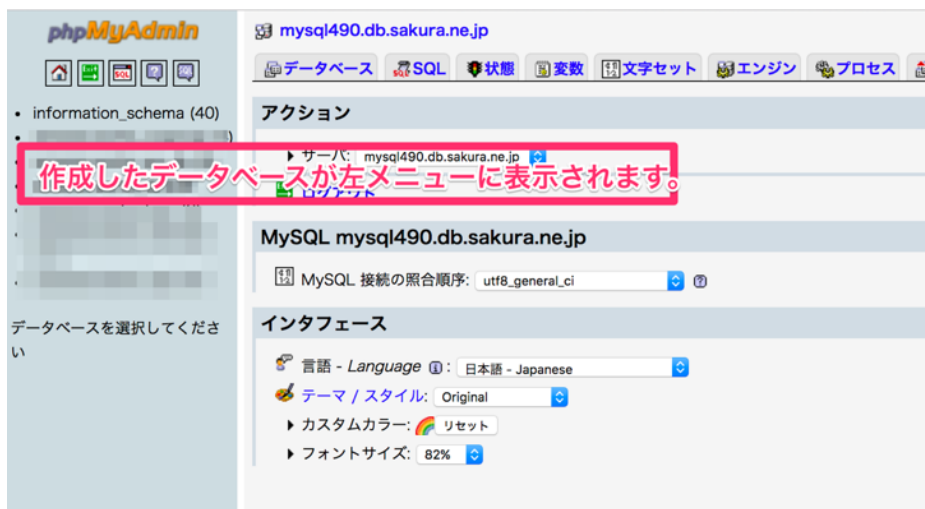 phpMyAdmin
SQL
information_schema (40)
データベースを選択してくださ
い
mysql490.db.sakura.ne.jp
データベース SQL 状態 変数 文字セット エンジン プロセス
アクション
サーバ: mysql490.db.sakura.ne.jp
作成したデータベースが左メニューに表示されます。
ログアウト
MySQL mysql490.db.sakura.ne.jp
MySQL 接続の照合順序: utf8_general_ci
インタフェース
言語 - Language : 日本語 - Japanese
テーマ / スタイル: Original
カスタムカラー: リセット
フォントサイズ: 82%